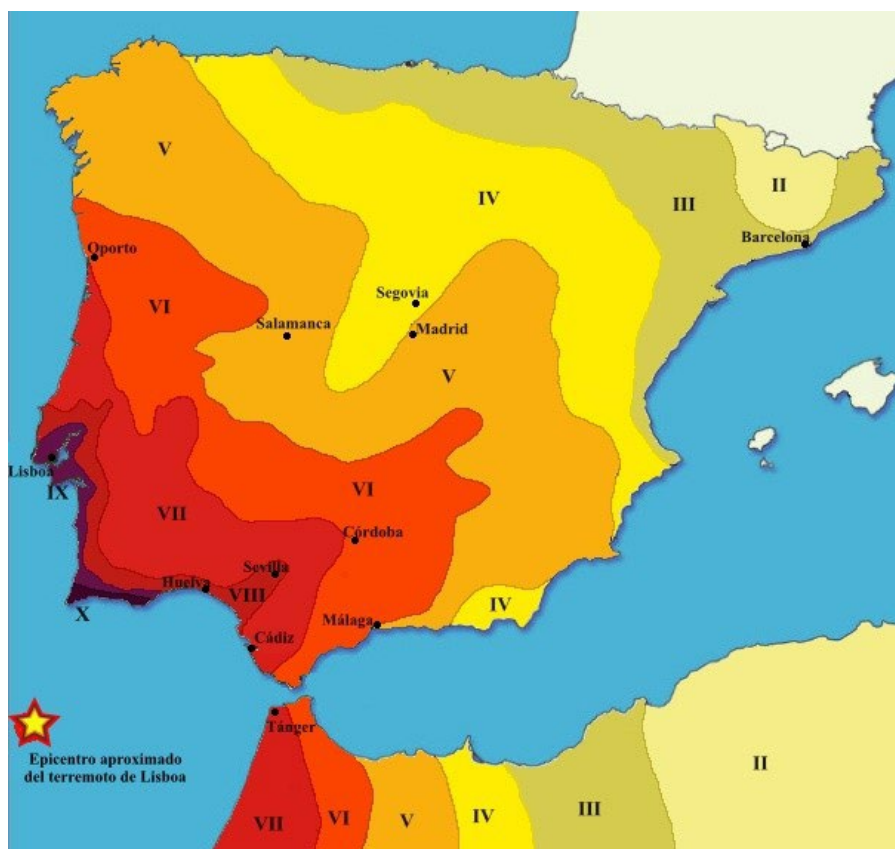 V
IV
II
III
Barcelona
Oporto
VI
Segovia
Salamanca
Madrid
V
Lisboa
IX
VI
VII
Córdoba
Sevilla
Huelva
VIII
IV
X
Málaga
Cádiz
Tánger
Epicentro aproximado
del terremoto de Lisboa
II
III
IV
V
VI
VII